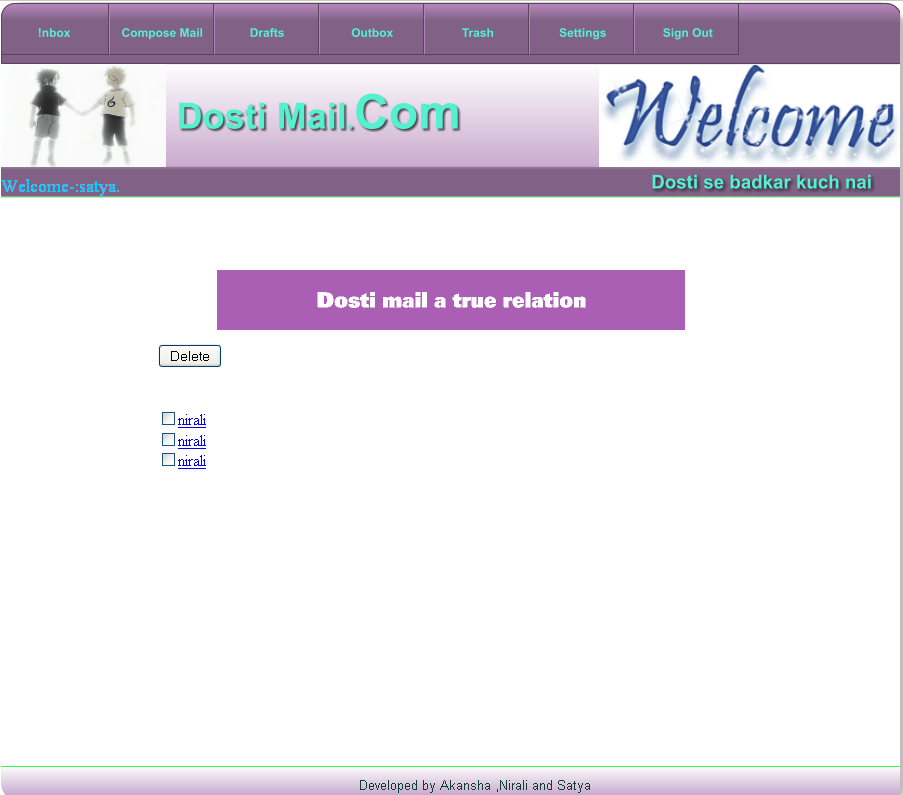 !nbox Compose Mail Drafts Outbox Trash Settings Sign Out
6
Dosti Mail.Com
Welcome
Welcome-:satya.
Dosti se badkar kuch nai
Dosti mail a true relation
Delete
nirali
nirali
nirali
Developed by Akansha ,Nirali and Satya